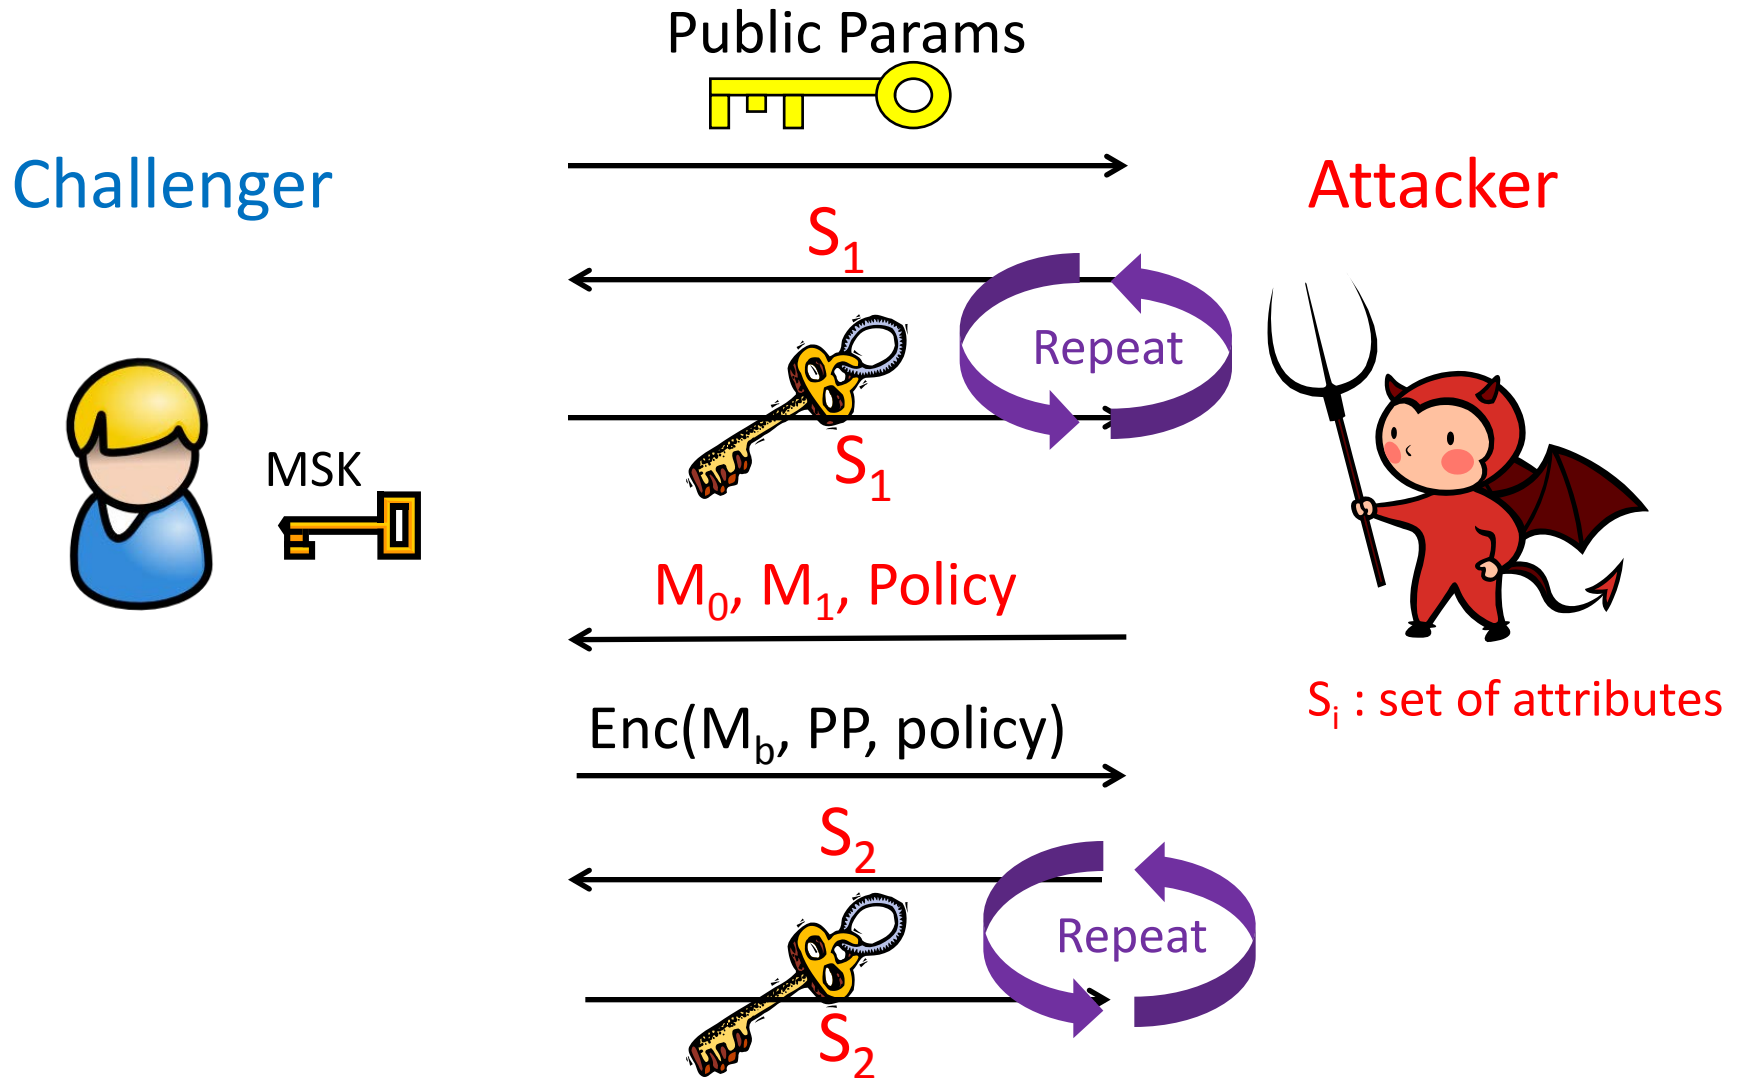 Public Params
Challenger
Attacker
S₁
Repeat
S₁
MSK
M₀, M₁, Policy
Sᵢ : set of attributes
Enc(M_b, PP, policy)
S₂
Repeat
S₂